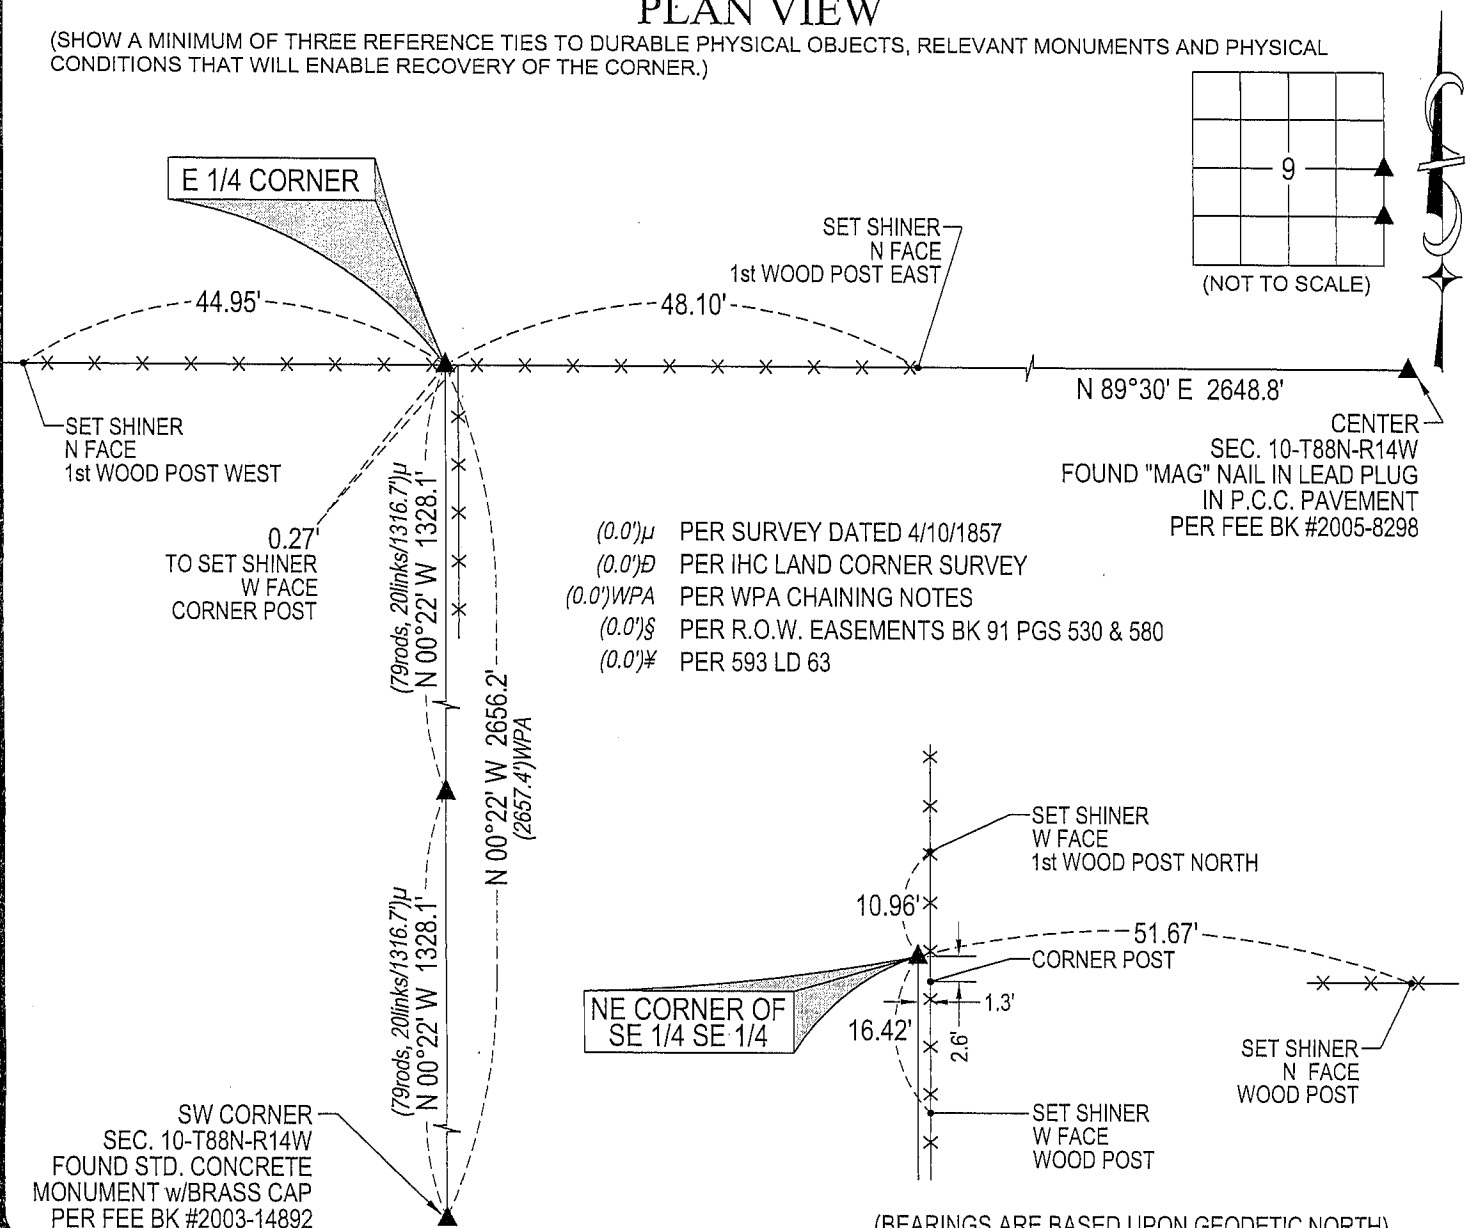 PLAN VIEW
(SHOW A MINIMUM OF THREE REFERENCE TIES TO DURABLE PHYSICAL OBJECTS, RELEVANT MONUMENTS AND PHYSICAL
CONDITIONS THAT WILL ENABLE RECOVERY OF THE CORNER.)
9
(NOT TO SCALE)
E 1/4 CORNER
SET SHINER
N FACE
1st WOOD POST EAST
44.95'
48.10'
N 89°30' E 2648.8'
SET SHINER
N FACE
1st WOOD POST WEST
CENTER
SEC. 10-T88N-R14W
FOUND "MAG" NAIL IN LEAD PLUG
IN P.C.C. PAVEMENT
PER FEE BK #2005-8298
0.27'
TO SET SHINER
W FACE
CORNER POST
(79rods, 20links/1316.7')µ
N 00°22' W 1328.1'
(0.0')µ PER SURVEY DATED 4/10/1857
(0.0')Đ PER IHC LAND CORNER SURVEY
(0.0')WPA PER WPA CHAINING NOTES
(0.0')§ PER R.O.W. EASEMENTS BK 91 PGS 530 & 580
(0.0')¥ PER 593 LD 63
N 00°22' W 2656.2'
(2657.4')WPA
(79rods, 20links/1316.7')µ
N 00°22' W 1328.1'
SET SHINER
W FACE
1st WOOD POST NORTH
10.96'
51.67'
CORNER POST
NE CORNER OF
SE 1/4 SE 1/4
1.3'
16.42'
2.6'
SET SHINER
N FACE
WOOD POST
SET SHINER
W FACE
WOOD POST
SW CORNER
SEC. 10-T88N-R14W
FOUND STD. CONCRETE
MONUMENT w/BRASS CAP
PER FEE BK #2003-14892
(BEARINGS ARE BASED UPON GEODETIC NORTH)